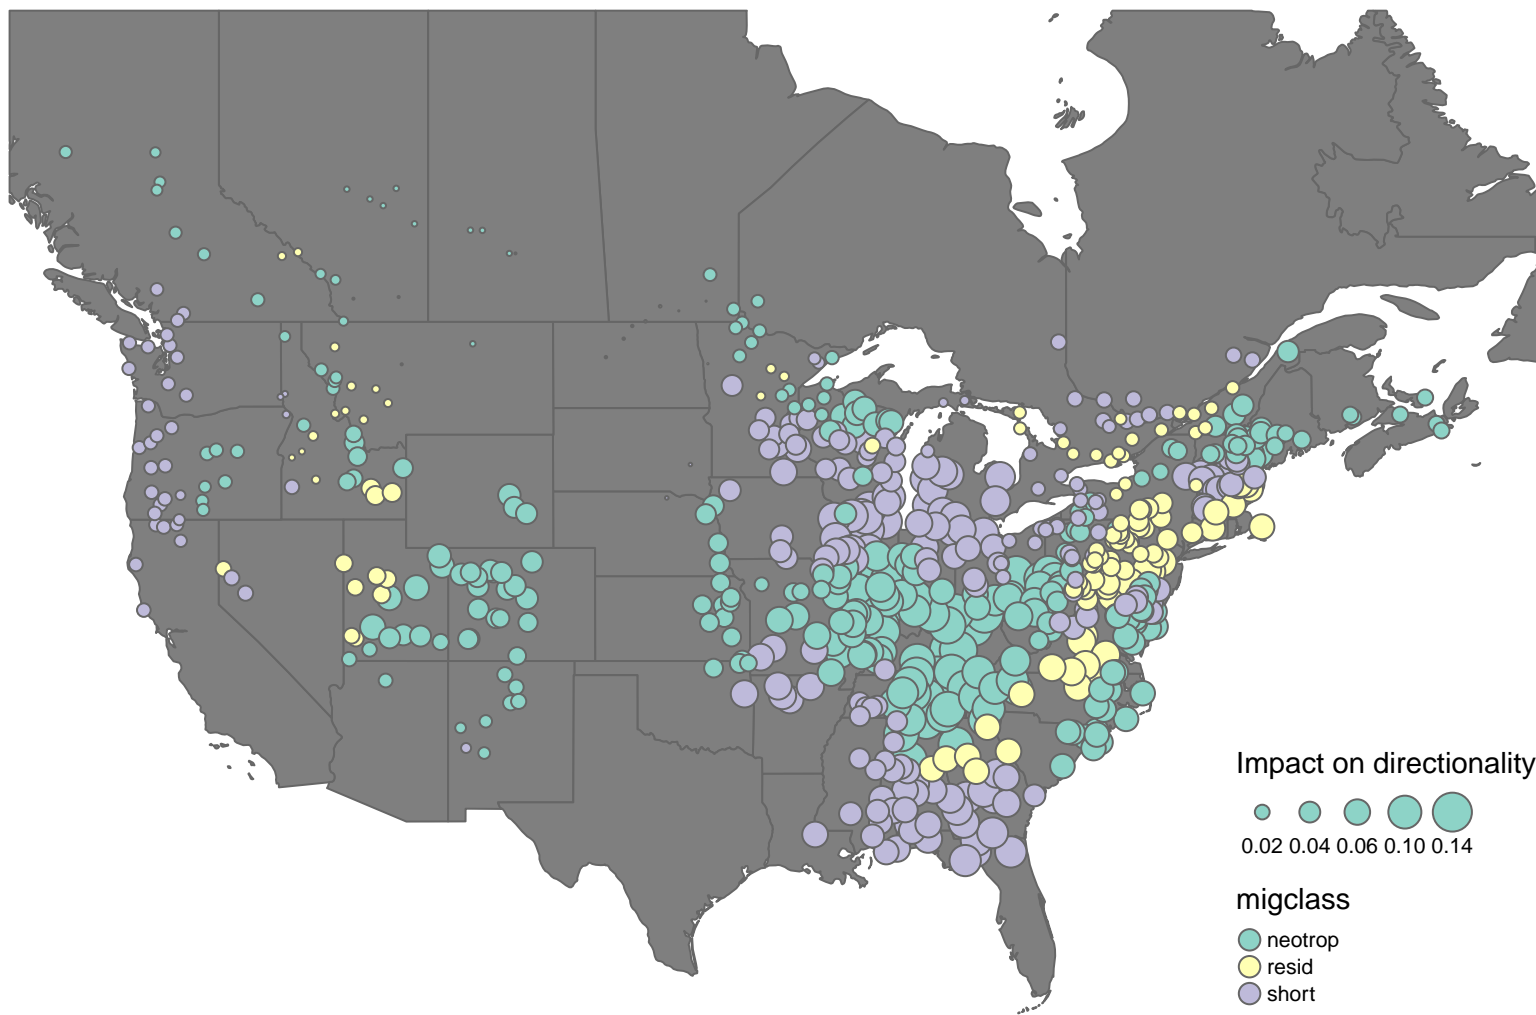 Impact on directionality
0.02 0.04 0.06 0.10 0.14
migclass
neotrop
resid
short